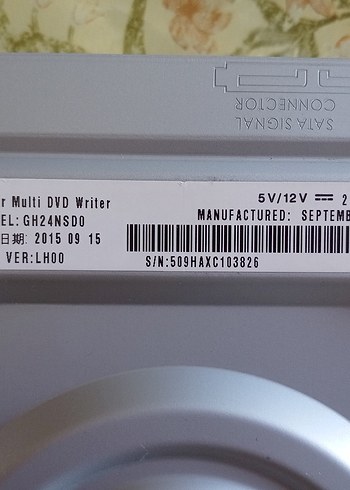 SATA SIGNAL
CONNECTOR
r Multi DVD Writer
5V/12V ⎓ 2
EL: GH24NSD0
MANUFACTURED: SEPTEMB
日期: 2015 09 15
VER:LH00
S/N:509HAXC103826